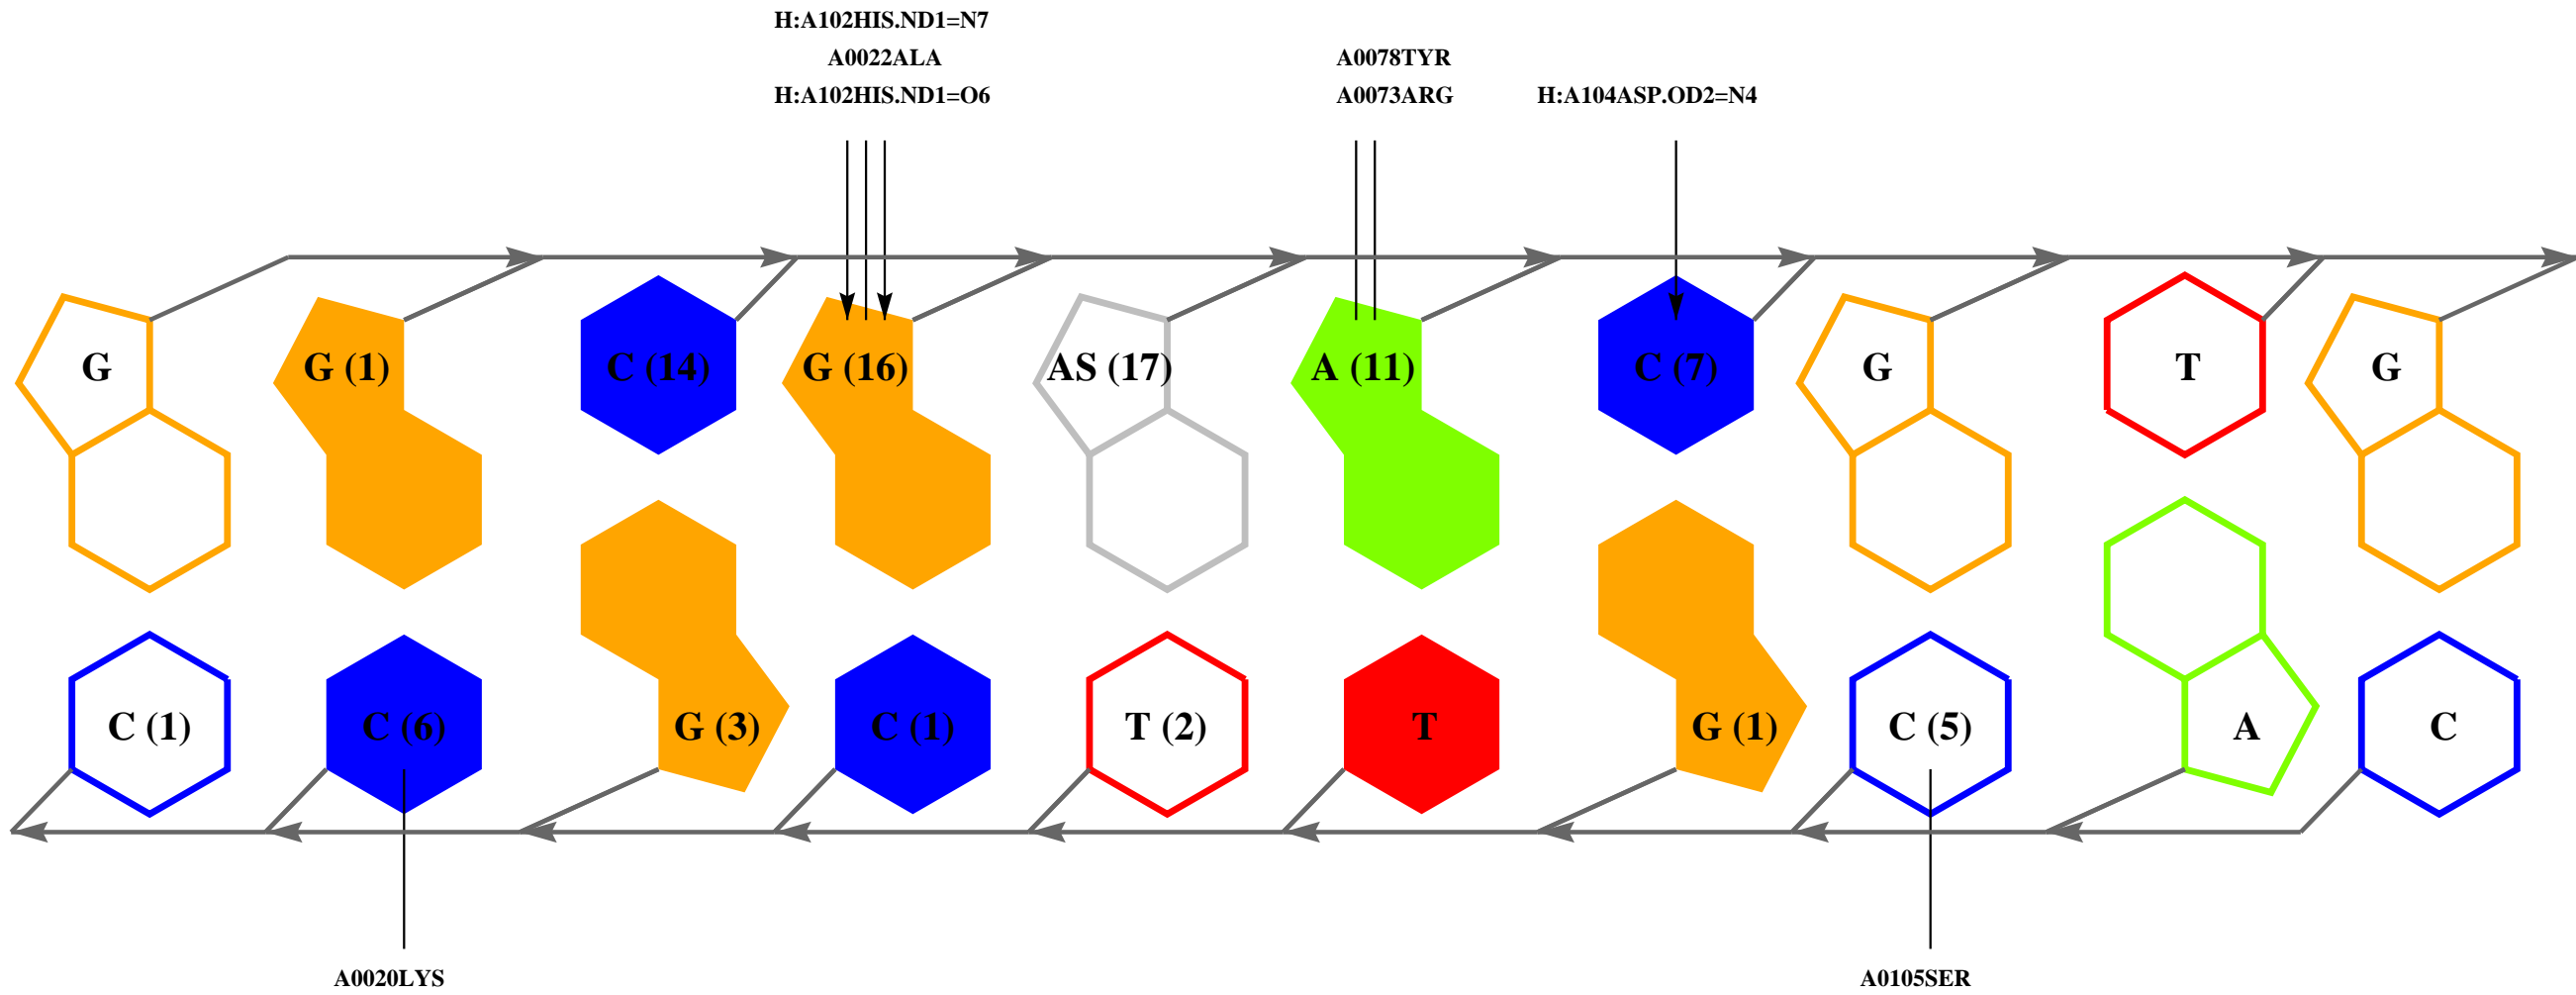 H:A102HIS.ND1=N7
A0022ALA
H:A102HIS.ND1=O6
A0078TYR
A0073ARG
H:A104ASP.OD2=N4
G
G (1)
C (14)
G (16)
AS (17)
A (11)
C (7)
G
T
G
C (1)
C (6)
G (3)
C (1)
T (2)
T
G (1)
C (5)
A
C
A0020LYS
A0105SER